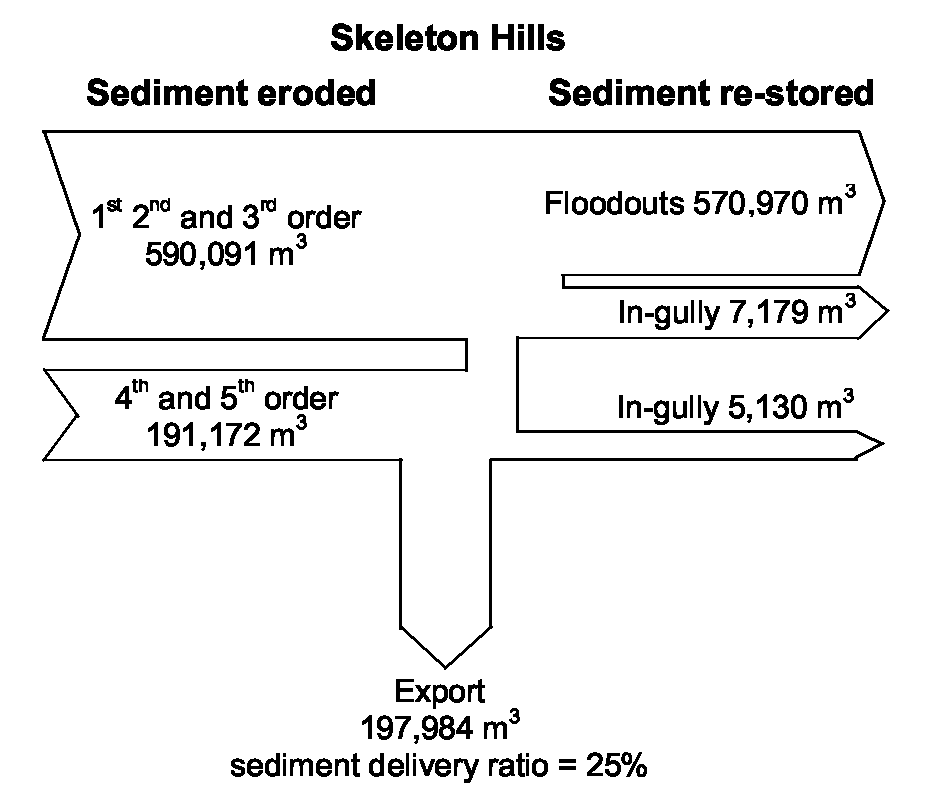 Skeleton Hills
Sediment eroded
Sediment re-stored
1st 2nd and 3rd order
590,091 m³
Floodouts 570,970 m³
In-gully 7,179 m³
4th and 5th order
191,172 m³
In-gully 5,130 m³
Export
197,984 m³
sediment delivery ratio = 25%